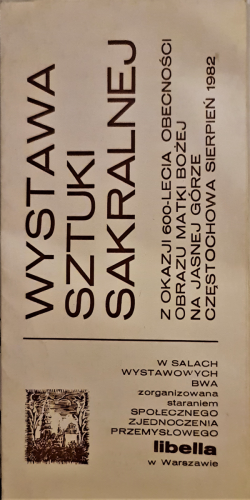 WYSTAWA
SZTUKI
SAKRALNEJ
Z OKAZJI 600-LECIA OBECNOŚCI
OBRAZU MATKI BOŻEJ
NA JASNEJ GÓRZE
CZĘSTOCHOWA SIERPIEŃ 1982
W SALACH
WYSTAWOWYCH
BWA
zorganizowana
staraniem
SPOŁECZNEGO
ZJEDNOCZENIA
PRZEMYSŁOWEGO
libella
w Warszawie